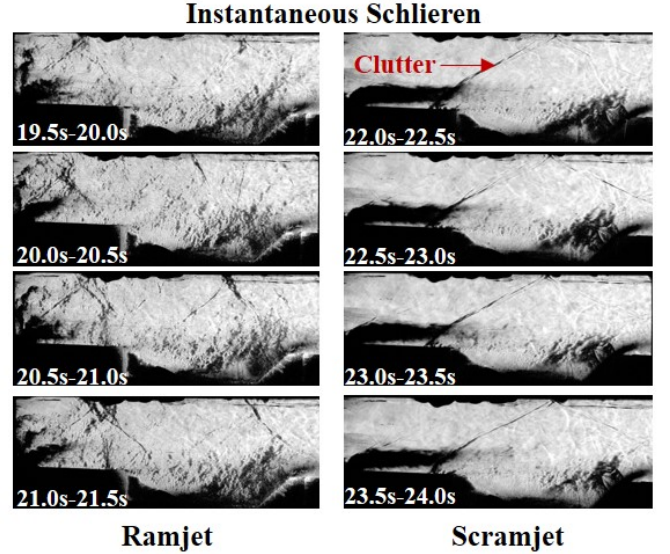 Instantaneous Schlieren
Clutter
19.5s-20.0s
22.0s-22.5s
20.0s-20.5s
22.5s-23.0s
20.5s-21.0s
23.0s-23.5s
21.0s-21.5s
23.5s-24.0s
Ramjet
Scramjet